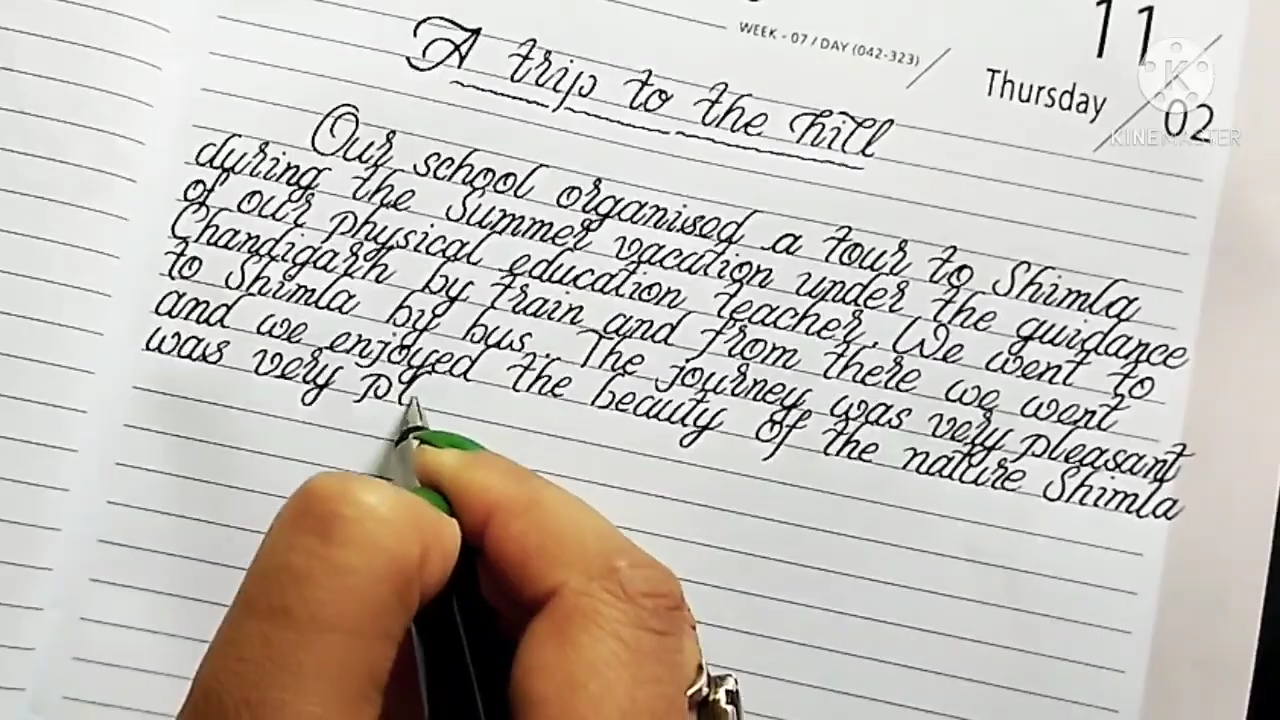 11
WEEK - 07 / DAY (042-323)
Thursday
02
KINEMASTER
A trip to the hill
Our school organised a tour to Shimla
during the Summer vacation under the guidance
of our physical education teacher. We went to
Chandigarh by train and from there we went
to Shimla by bus. The journey was very pleasant
and we enjoyed the beauty of the nature Shimla
was very pl